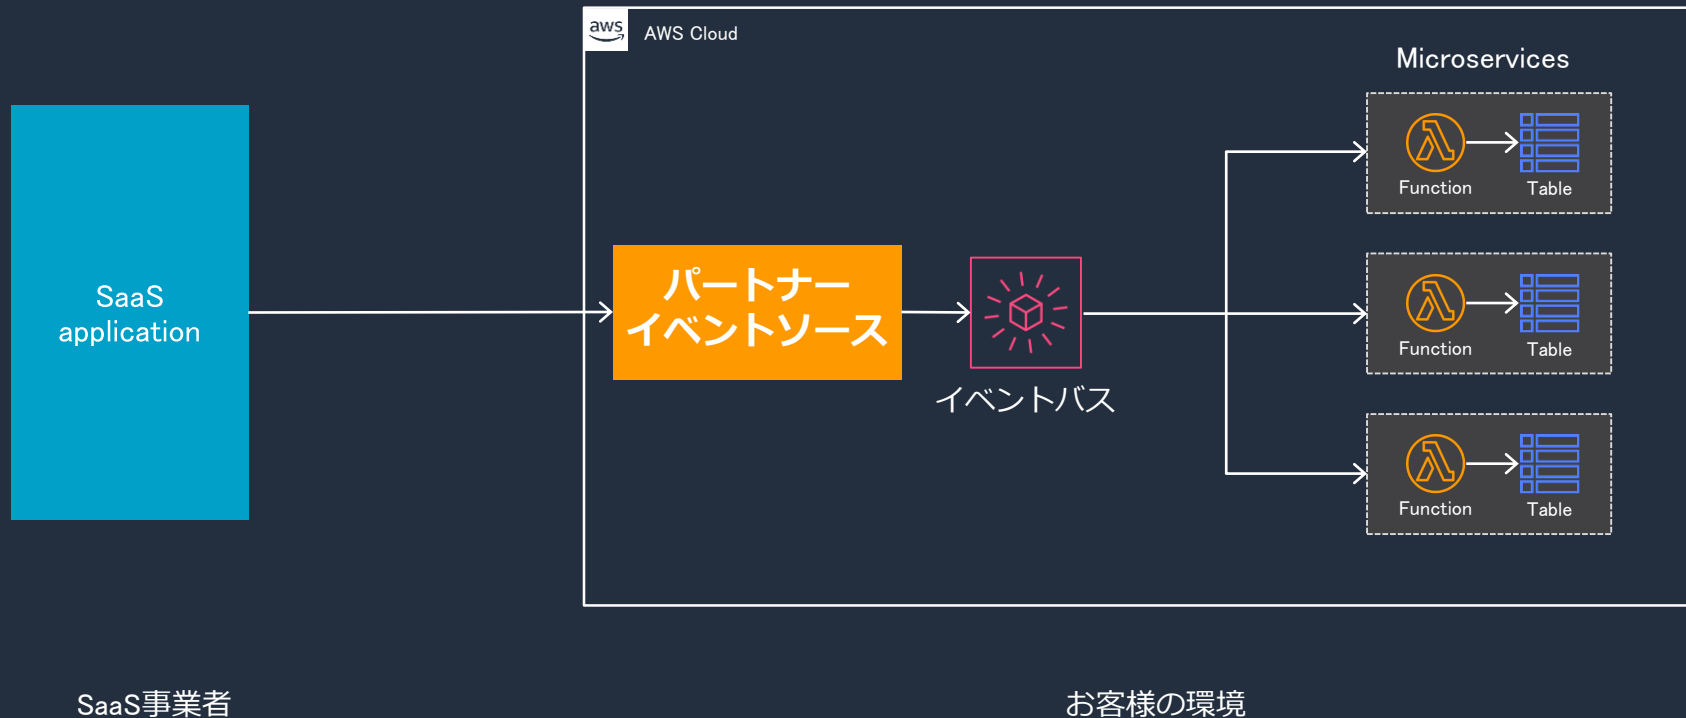 aws
AWS Cloud
Microservices
Function
Table
SaaS
application
パートナー
イベントソース
イベントバス
Function
Table
Function
Table
SaaS事業者
お客様の環境